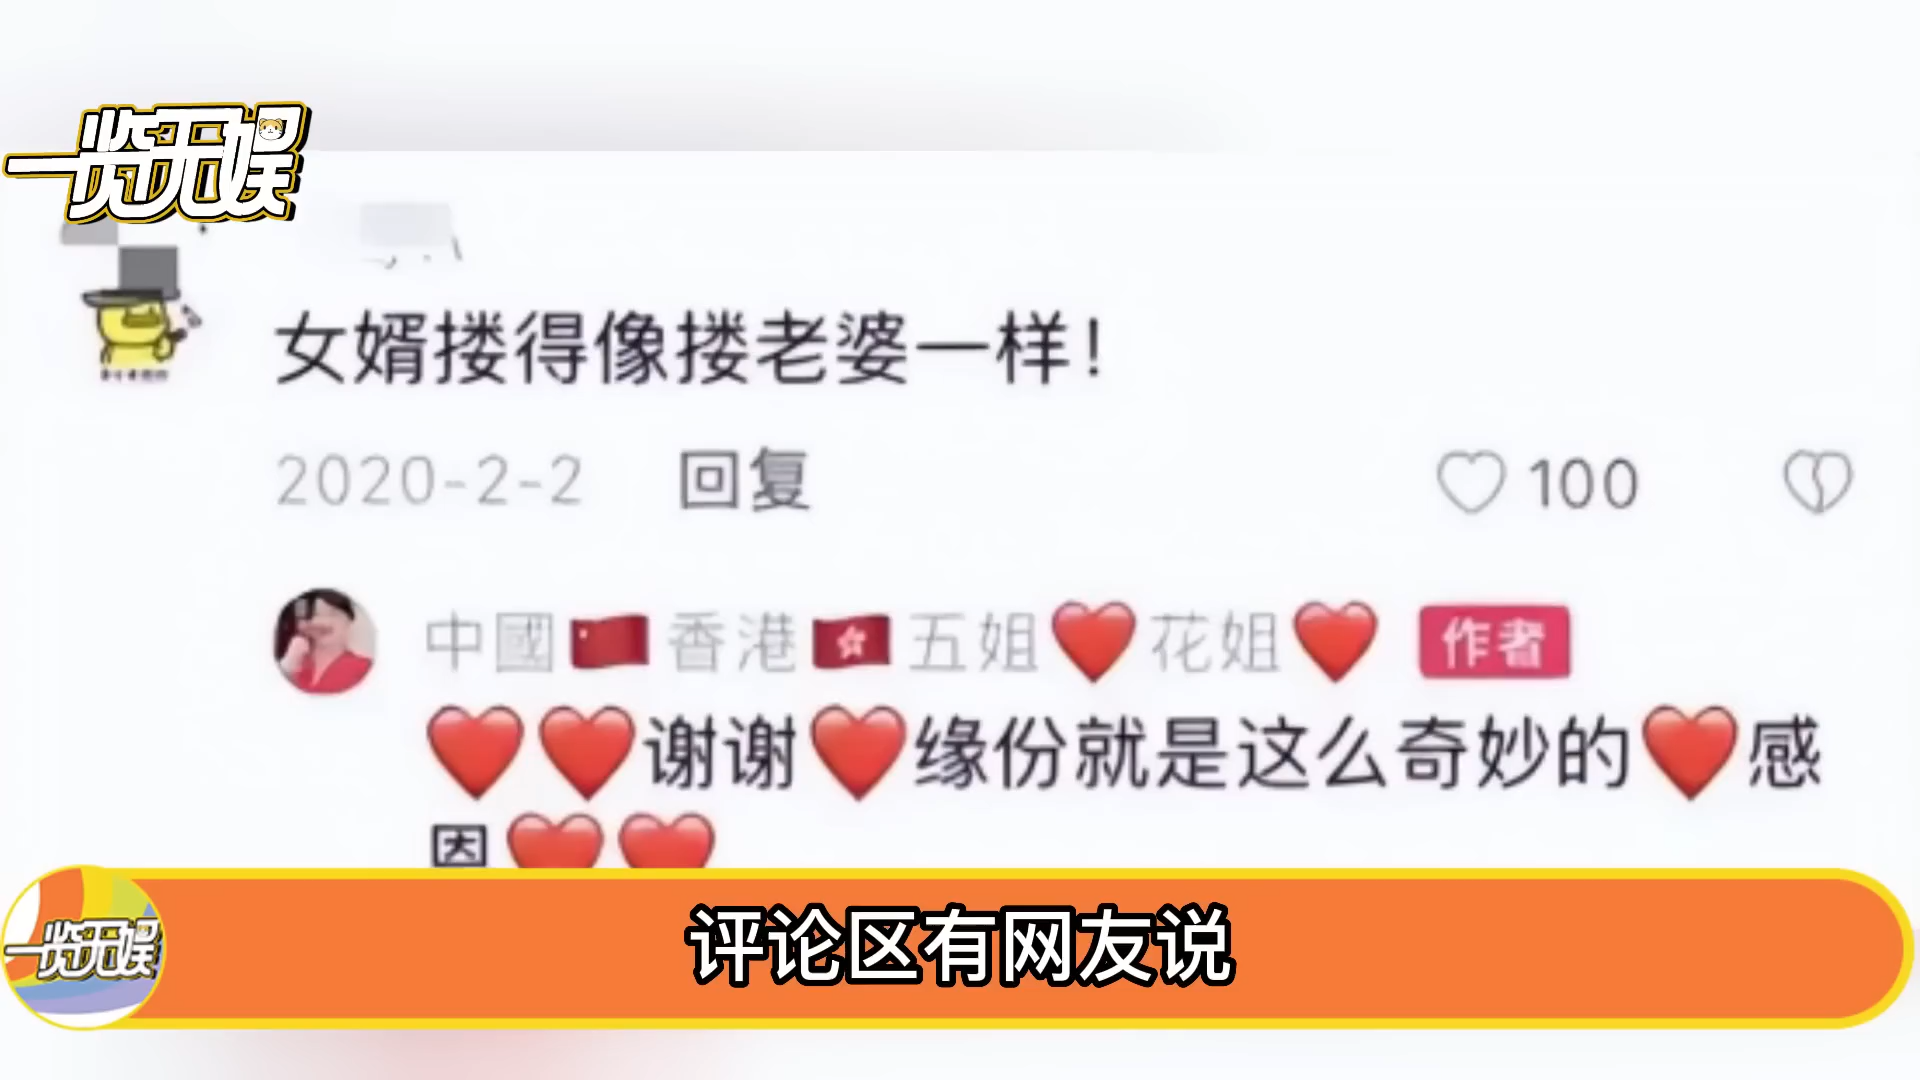 一览无娱
女婿搂得像搂老婆一样!
2020-2-2 回复 100
中國🇨🇳香港🇭🇰五姐❤️花姐❤️ 作者
❤️❤️谢谢❤️缘份就是这么奇妙的❤️感
恩❤️❤️
一览无娱
评论区有网友说